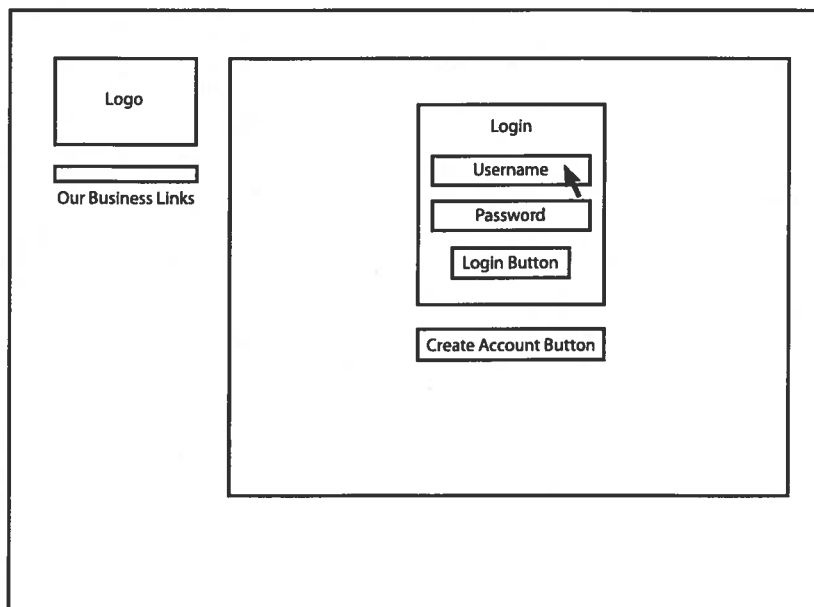 Logo
Our Business Links
Login
Username
Password
Login Button
Create Account Button